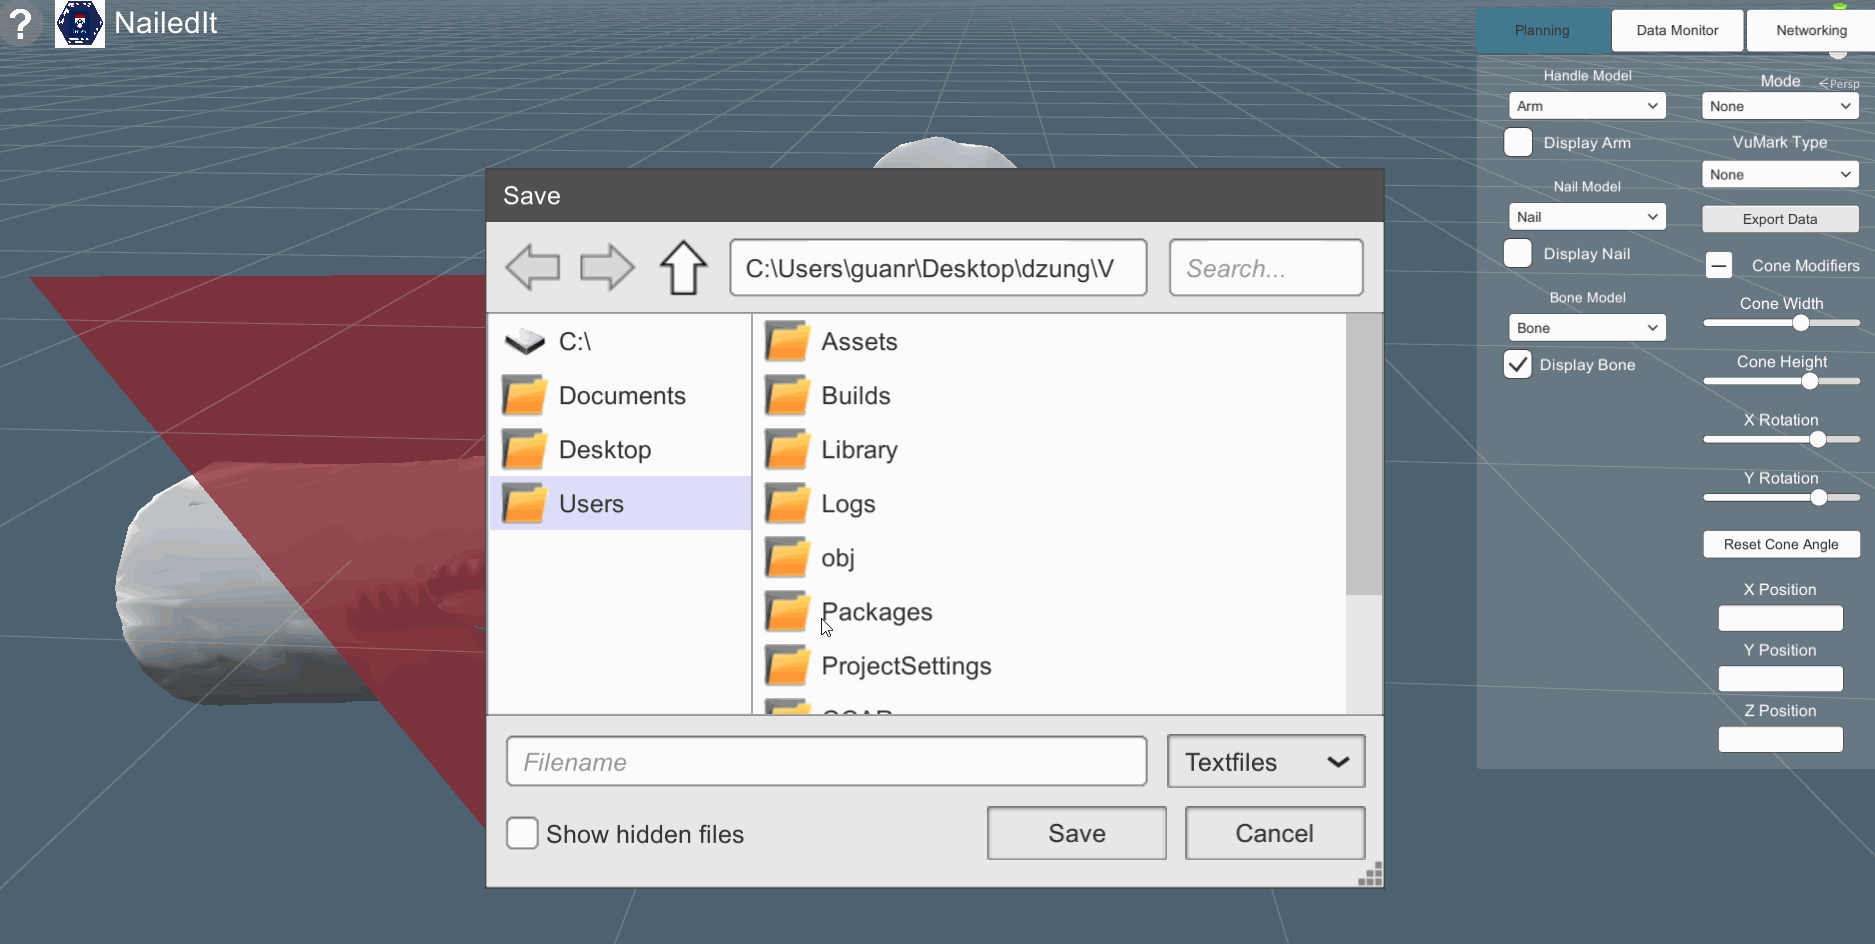 ?
NailedIt
Planning
Data Monitor
Networking
Handle Model
Arm
Display Arm
Nail Model
Nail
Display Nail
Bone Model
Bone
Display Bone
Mode
<Persp
None
VuMark Type
None
Export Data
Cone Modifiers
Cone Width
Cone Height
X Rotation
Y Rotation
Reset Cone Angle
X Position
Y Position
Z Position
Save
C:\Users\guanr\Desktop\dzung\V
Search...
C:\
Documents
Desktop
Users
Assets
Builds
Library
Logs
obj
Packages
ProjectSettings
Filename
Textfiles
Show hidden files
Save
Cancel